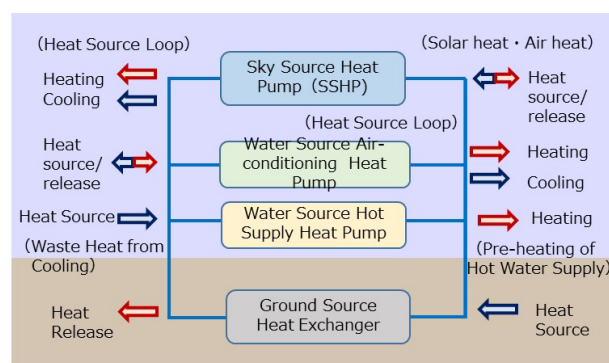 (Heat Source Loop)
Heating
Cooling
Sky Source Heat
Pump (SSHP)
(Solar heat・Air heat)
Heat
source/
release
(Heat Source Loop)
Heat
source/
release
Water Source Air-
conditioning Heat
Pump
Heating
Cooling
Heat Source
(Waste Heat from
Cooling)
Water Source Hot
Supply Heat Pump
Heating
(Pre-heating of
Hot Water Supply)
Heat
Release
Ground Source
Heat Exchanger
Heat
Source